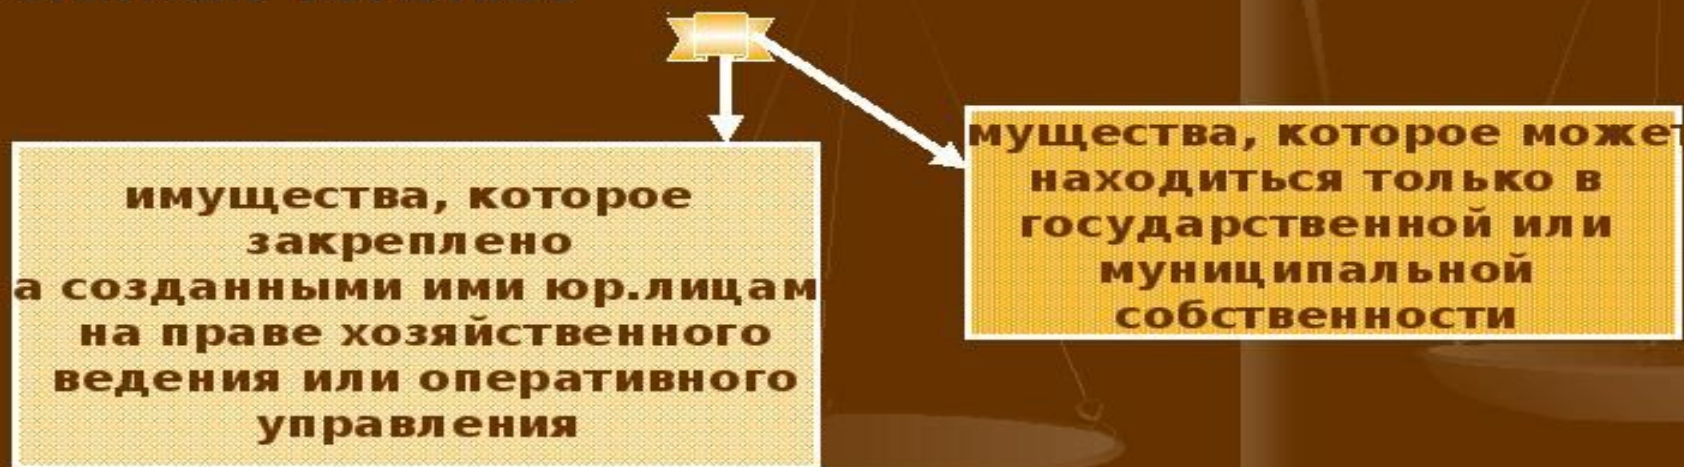 имущества, которое
закреплено
а созданными ими юр.лицам
на праве хозяйственного
ведения или оперативного
управления
мущества, которое может
находиться только в
государственной или
муниципальной
собственности